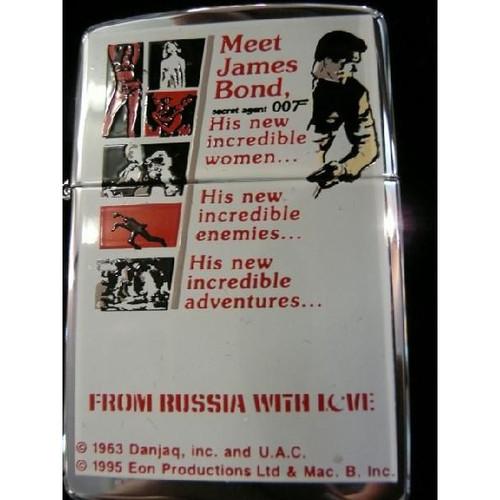 Meet
James
Bond,
secret agent 007
His new
incredible
women...
His new
incredible
enemies...
His new
incredible
adventures...
FROM RUSSIA WITH LOVE
© 1963 Danjaq, inc. and U.A.C.
© 1995 Eon Productions Ltd & Mac. B. Inc.